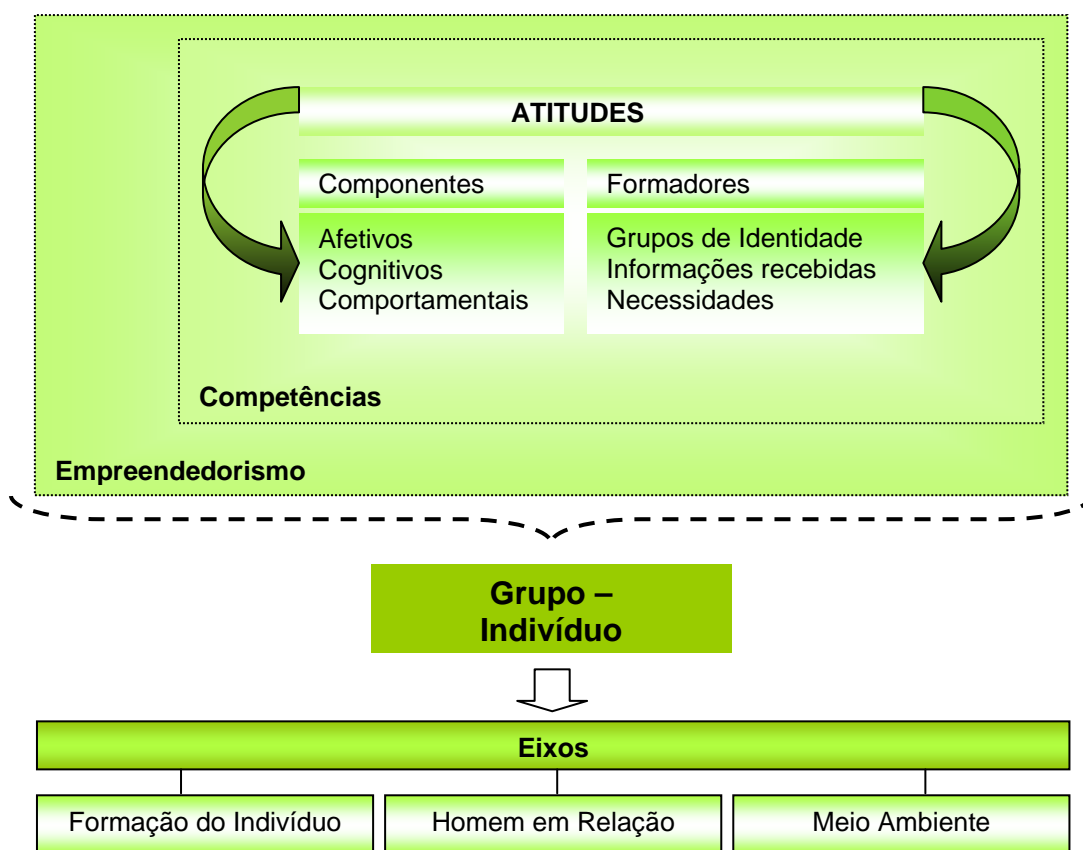 ATITUDES
Componentes
Formadores
Afetivos
Cognitivos
Comportamentais
Grupos de Identidade
Informações recebidas
Necessidades
Competências
Empreendedorismo
Grupo –
Indivíduo
Eixos
Formação do Indivíduo
Homem em Relação
Meio Ambiente